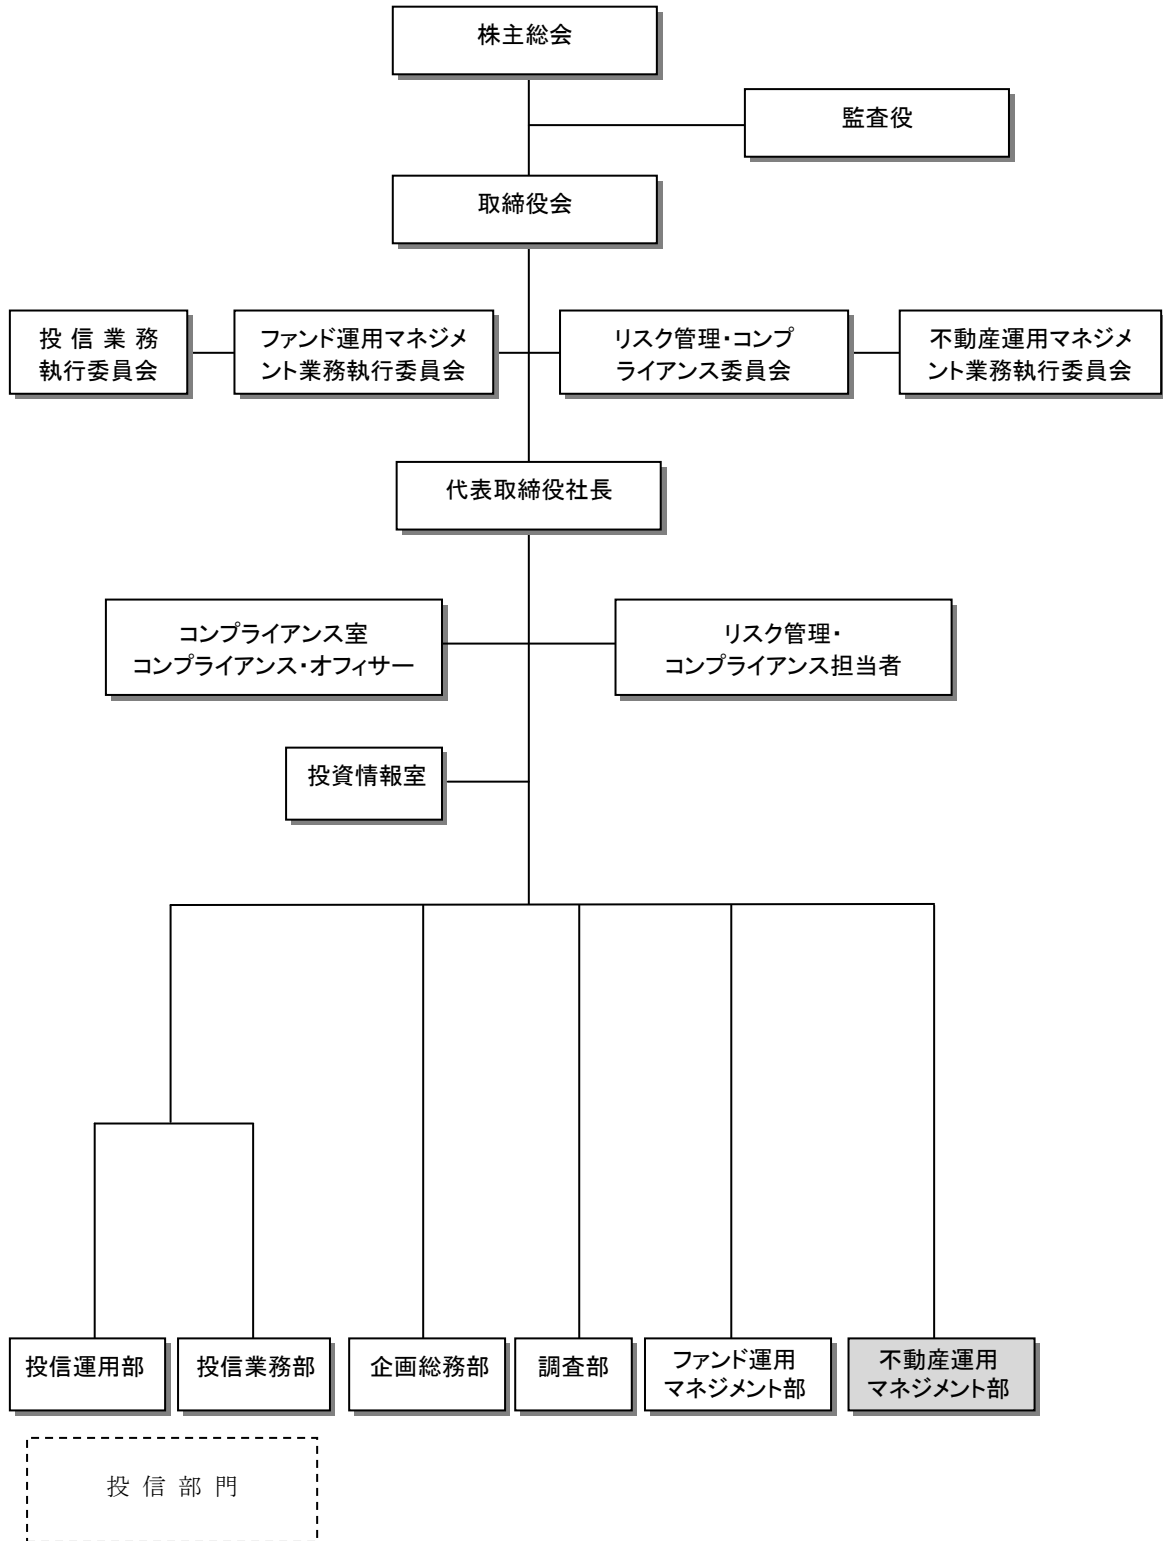 株主総会
監査役
取締役会
投信業務
執行委員会
ファンド運用マネジメ
ント業務執行委員会
リスク管理・コンプ
ライアンス委員会
不動産運用マネジメ
ント業務執行委員会
代表取締役社長
コンプライアンス室
コンプライアンス・オフィサー
リスク管理・
コンプライアンス担当者
投資情報室
投信運用部
投信業務部
企画総務部
調査部
ファンド運用
マネジメント部
不動産運用
マネジメント部
投信部門